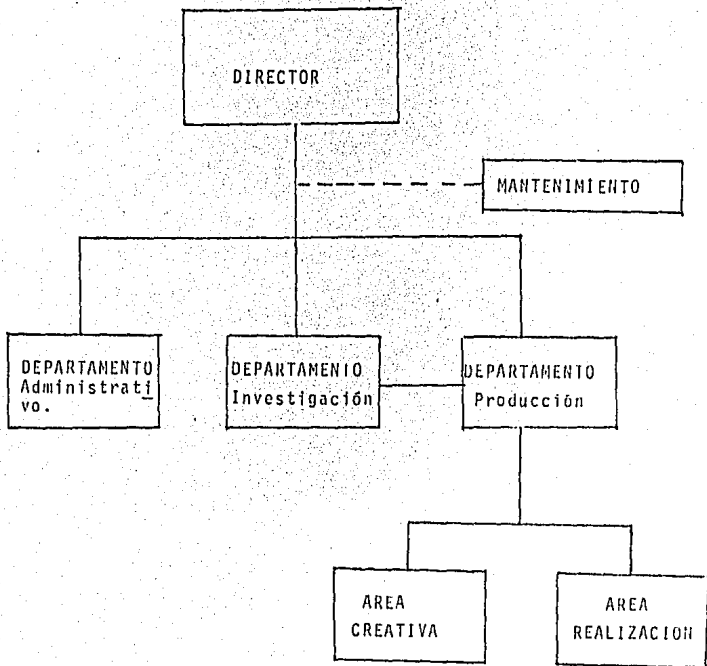 DIRECTOR
MANTENIMIENTO
DEPARTAMENTO
Administrati
vo.
DEPARTAMENTO
Investigación
DEPARTAMENTO
Producción
AREA
CREATIVA
AREA
REALIZACION